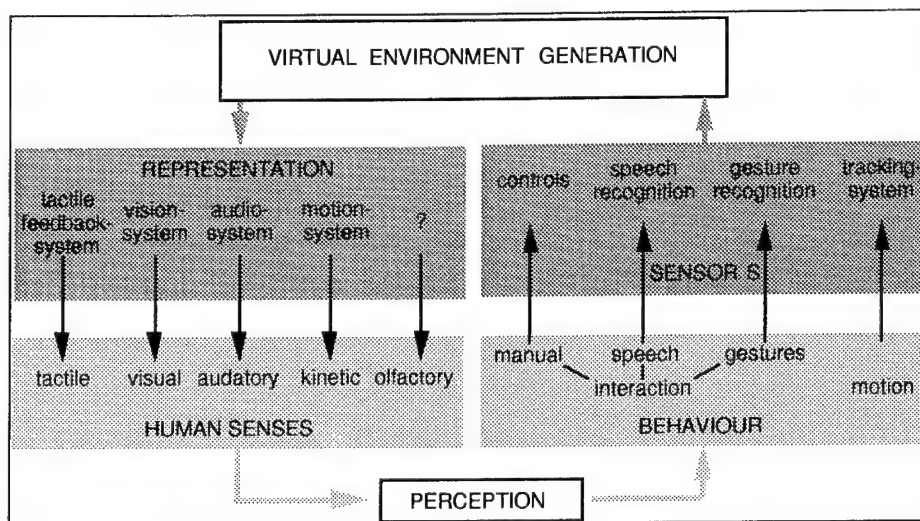 VIRTUAL ENVIRONMENT GENERATION
REPRESENTATION
tactile feedback-system
vision-system
audio-system
motion-system
?
tactile
visual
audatory
kinetic
olfactory
HUMAN SENSES
controls
speech recognition
gesture recognition
tracking-system
SENSOR S
manual
speech
gestures
interaction
motion
BEHAVIOUR
PERCEPTION